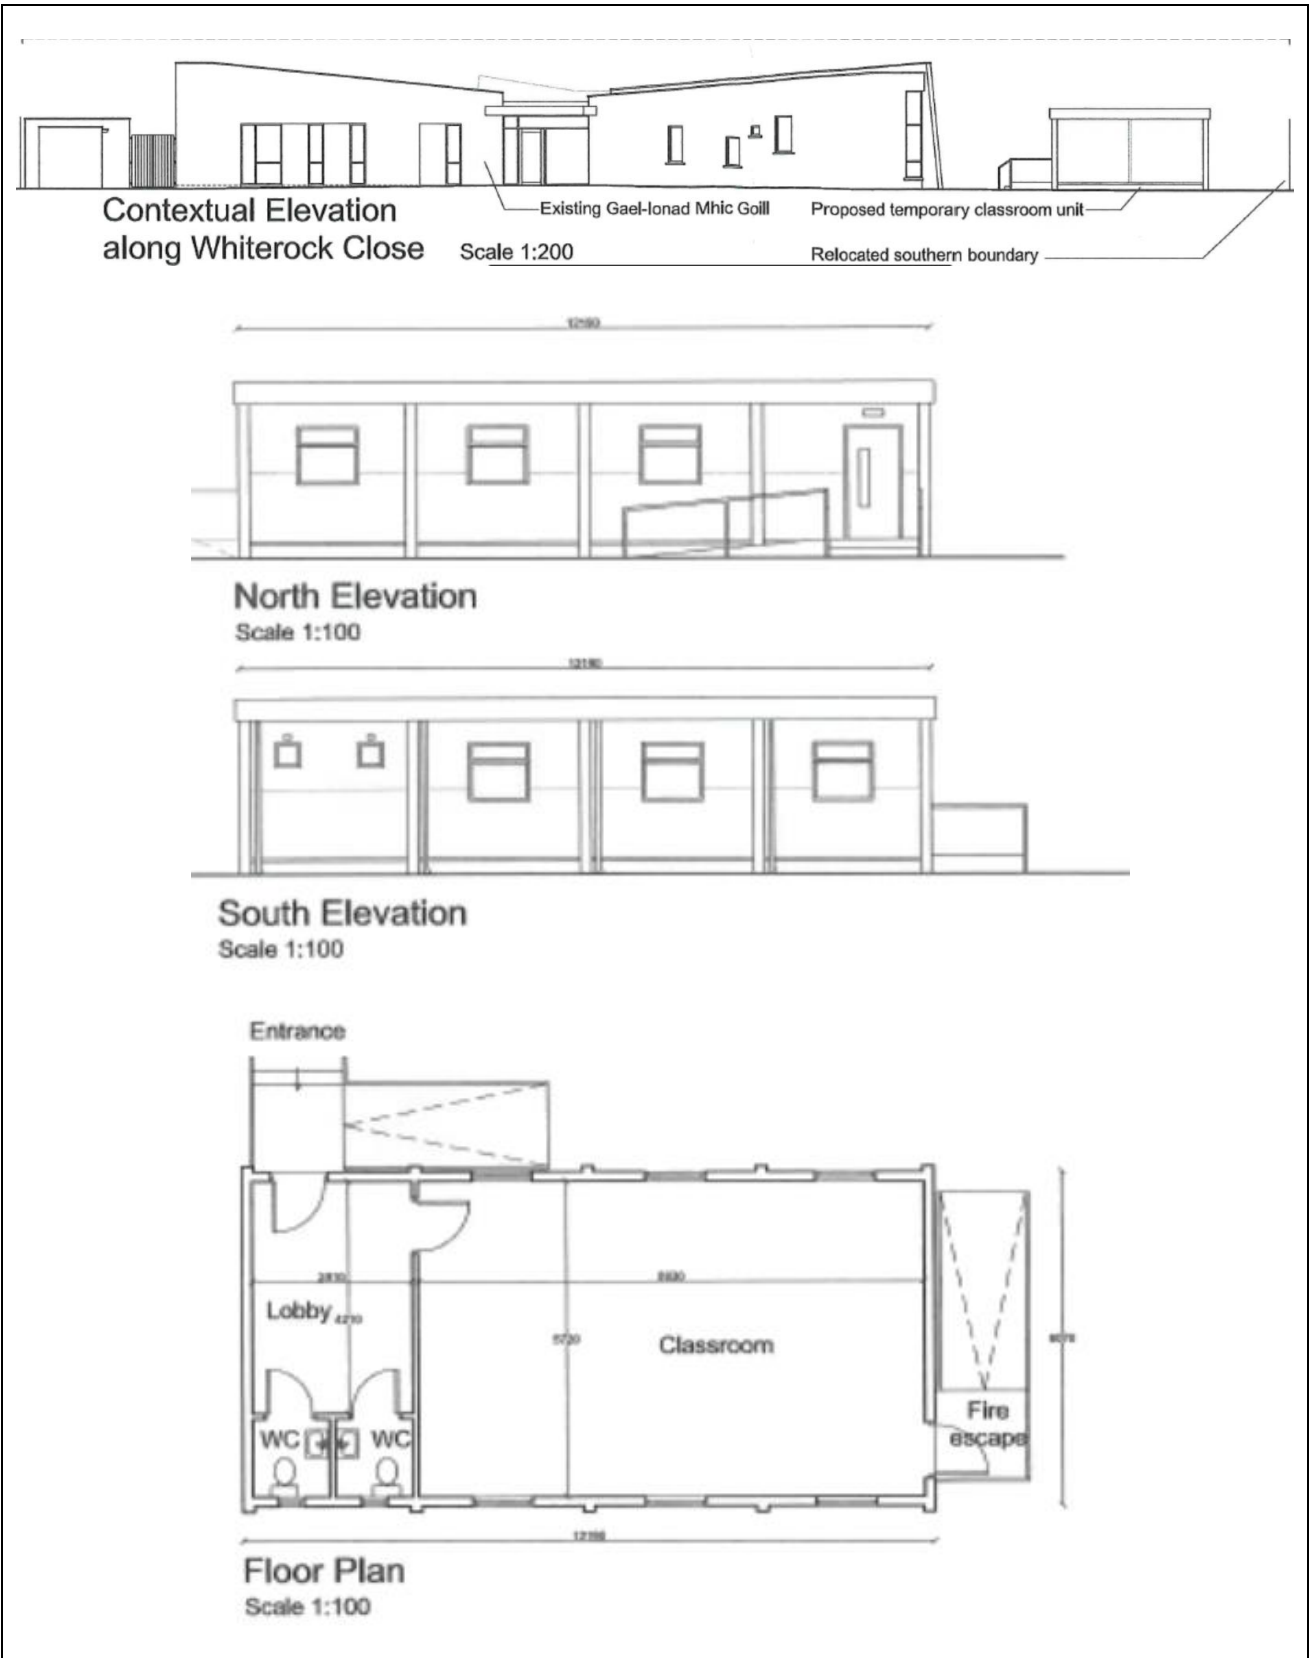 Contextual Elevation
along Whiterock Close
Scale 1:200
Existing Gael-Ionad Mhic Goill
Proposed temporary classroom unit
Relocated southern boundary
North Elevation
Scale 1:100
South Elevation
Scale 1:100
Entrance
Lobby
4210
5720
Classroom
WC
WC
Fire
escape
Floor Plan
Scale 1:100